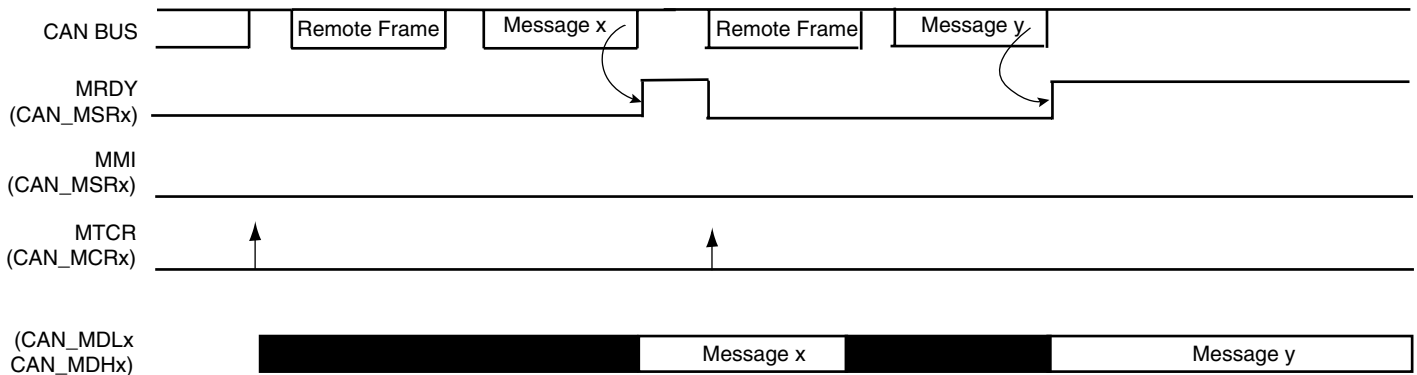 CAN BUS
Remote Frame
Message x
Remote Frame
Message y
MRDY
(CAN_MSRx)
MMI
(CAN_MSRx)
MTCR
(CAN_MCRx)
(CAN_MDLx
CAN_MDHx)
Message x
Message y